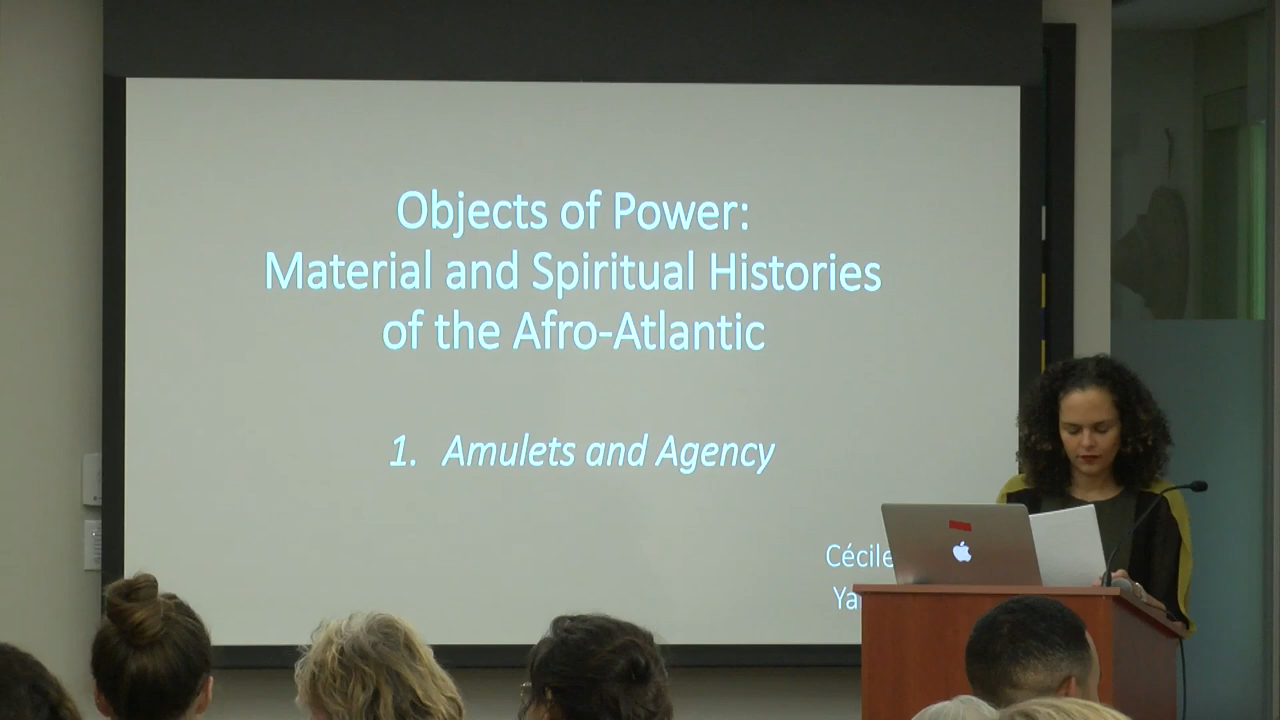 Objects of Power:
Material and Spiritual Histories
of the Afro-Atlantic
1. Amulets and Agency
Cécile
Ya